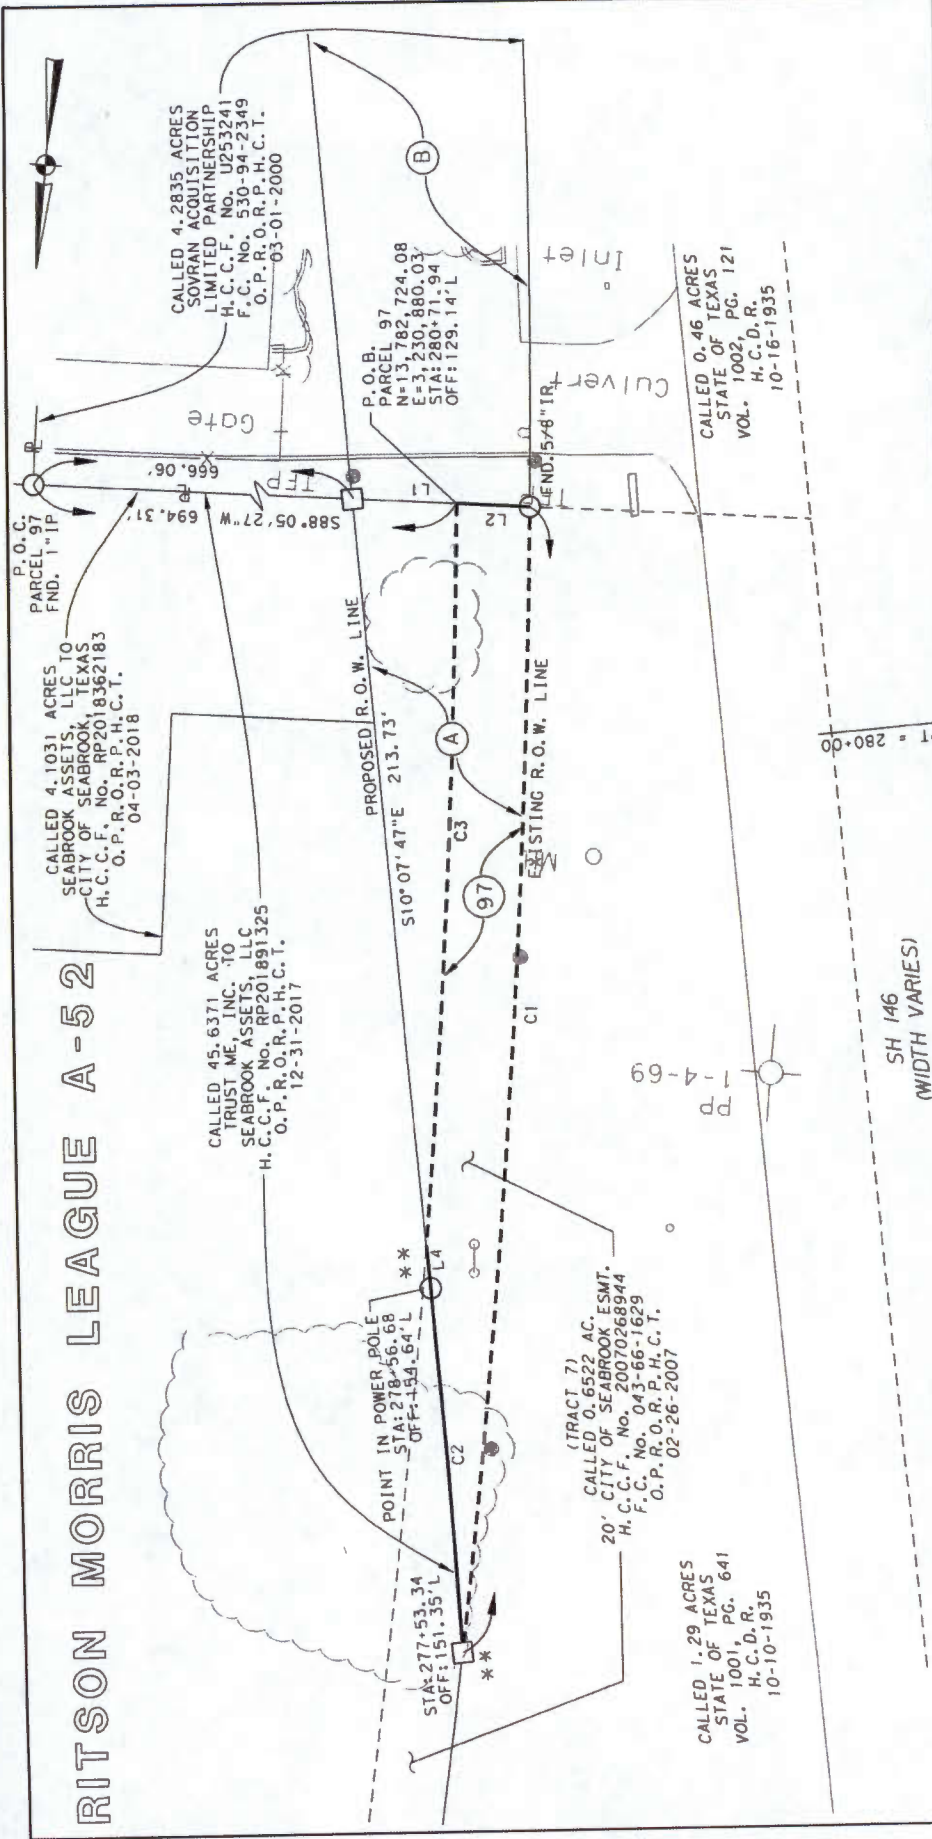 RITSON MORRIS LEAGUE A-52
P.O.C.
PARCEL 97
FND. 1"IP
CALLED 4.1031 ACRES
SEABROOK ASSETS, LLC TO
CITY OF SEABROOK, TEXAS
H.C.C.F. No. RP2018362183
O.P.R.O.R.P.H.C.T.
04-03-2018
CALLED 4.2835 ACRES
SOVRAN ACQUISITION
LIMITED PARTNERSHIP
H.C.C.F. No. U253241
F.C. No. 530-94-2349
O.P.R.O.R.P.H.C.T.
03-01-2000
CALLED 45.6371 ACRES
TRUST ME, INC. TO
SEABROOK ASSETS, LLC
H.C.C.F. No. RP201891325
O.P.R.O.R.P.H.C.T.
12-31-2017
666.06'
694.31'
S88°05'27"W
Gate
TFP
B
P.O.B.
PARCEL 97
N=13,782,724.08
E=3,230,880.03
STA:280+71.94
OFF:129.14'L
L1
L2
FND.5/8"IR
Inlet
Culvert
PROPOSED R.O.W. LINE
S10°07'47"E 213.73'
A
C3
97
EXISTING R.O.W. LINE
C1
POINT IN POWER POLE
STA:278+56.68
OFF:154.64'L
**
L4
C2
STA:277+53.34
OFF:151.35'L
**
(TRACT 7)
CALLED 0.6522 AC.
20' CITY OF SEABROOK ESMT.
H.C.C.F. No. 20070268944
F.C. No. 043-66-1629
O.P.R.O.R.P.H.C.T.
02-26-2007
CALLED 0.46 ACRES
STATE OF TEXAS
VOL. 1002, PG. 121
H.C.D.R.
10-16-1935
CALLED 1.29 ACRES
STATE OF TEXAS
VOL. 1001, PG. 641
H.C.D.R.
10-10-1935
PP
1-4-69
280+00
SH 146
(WIDTH VARIES)